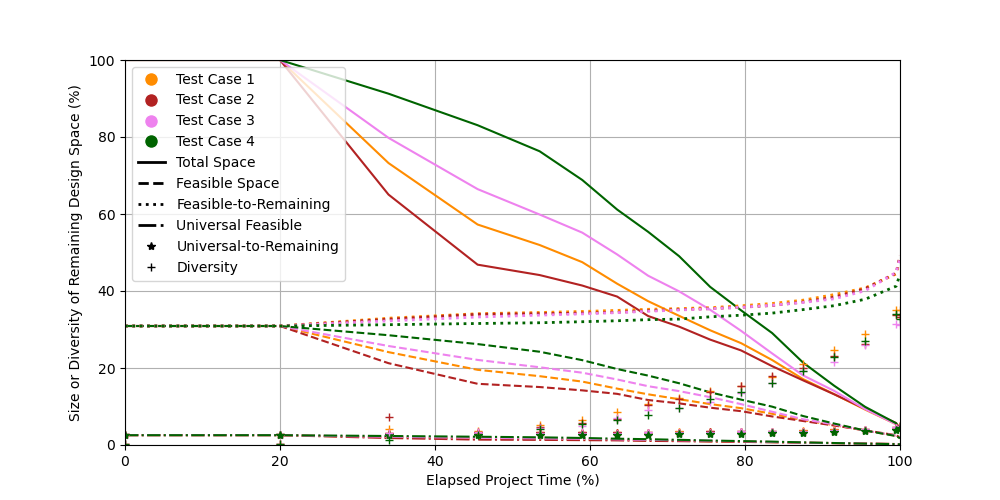 Size or Diversity of Remaining Design Space (%)
100
80
60
40
20
0
Test Case 1
Test Case 2
Test Case 3
Test Case 4
Total Space
Feasible Space
Feasible-to-Remaining
Universal Feasible
Universal-to-Remaining
Diversity
0 20 40 60 80 100
Elapsed Project Time (%)